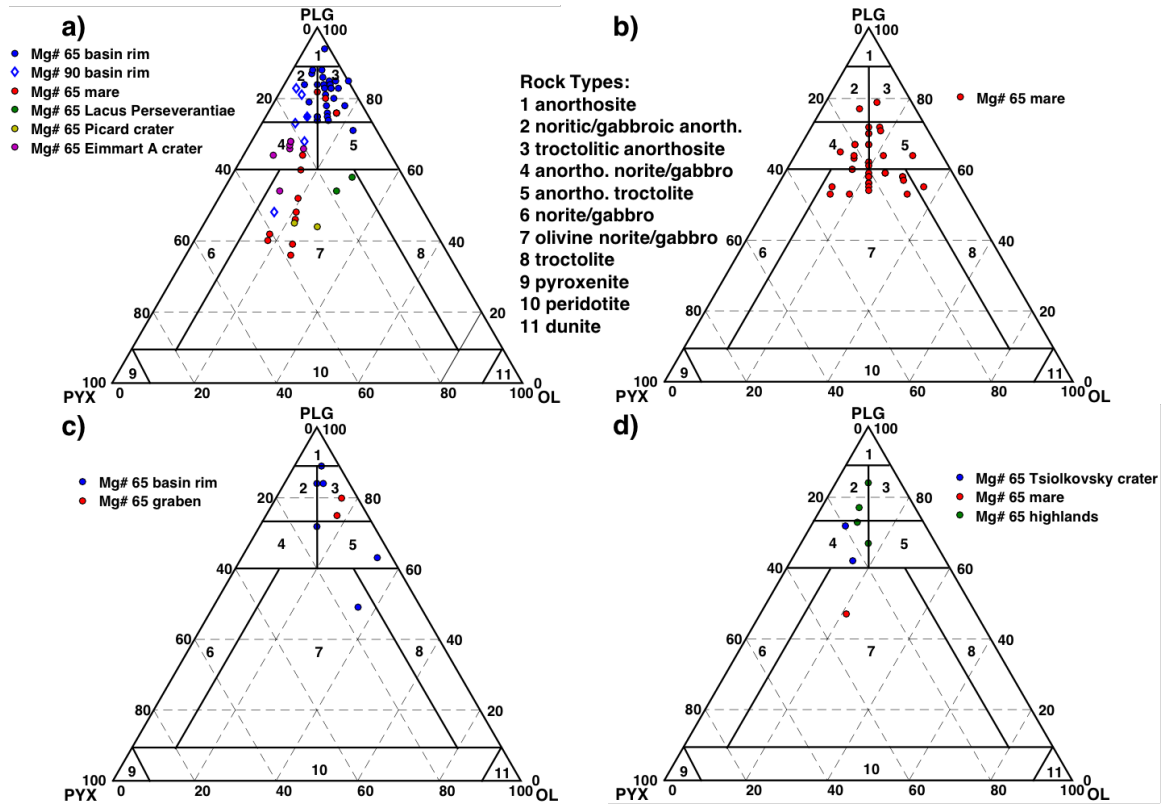 a)
PLG
0 100
Mg# 65 basin rim
Mg# 90 basin rim
Mg# 65 mare
Mg# 65 Lacus Perseverantiae
Mg# 65 Picard crater
Mg# 65 Eimmart A crater
1
2 3
20 80
4 5
40 60
60 40
6 7 8
80 20
9 10 11
100 0
PYX 0 20 40 60 80 100 OL
Rock Types:
1 anorthosite
2 noritic/gabbroic anorth.
3 troctolitic anorthosite
4 anortho. norite/gabbro
5 anortho. troctolite
6 norite/gabbro
7 olivine norite/gabbro
8 troctolite
9 pyroxenite
10 peridotite
11 dunite
b)
PLG
0 100
Mg# 65 mare
1
2 3
20 80
4 5
40 60
60 40
6 7 8
80 20
9 10 11
100 0
PYX 0 20 40 60 80 100 OL
c)
PLG
0 100
Mg# 65 basin rim
Mg# 65 graben
1
2 3
20 80
4 5
40 60
60 40
6 7 8
80 20
9 10 11
100 0
PYX 0 20 40 60 80 100 OL
d)
PLG
0 100
Mg# 65 Tsiolkovsky crater
Mg# 65 mare
Mg# 65 highlands
1
2 3
20 80
4 5
40 60
60 40
6 7 8
80 20
9 10 11
100 0
PYX 0 20 40 60 80 100 OL